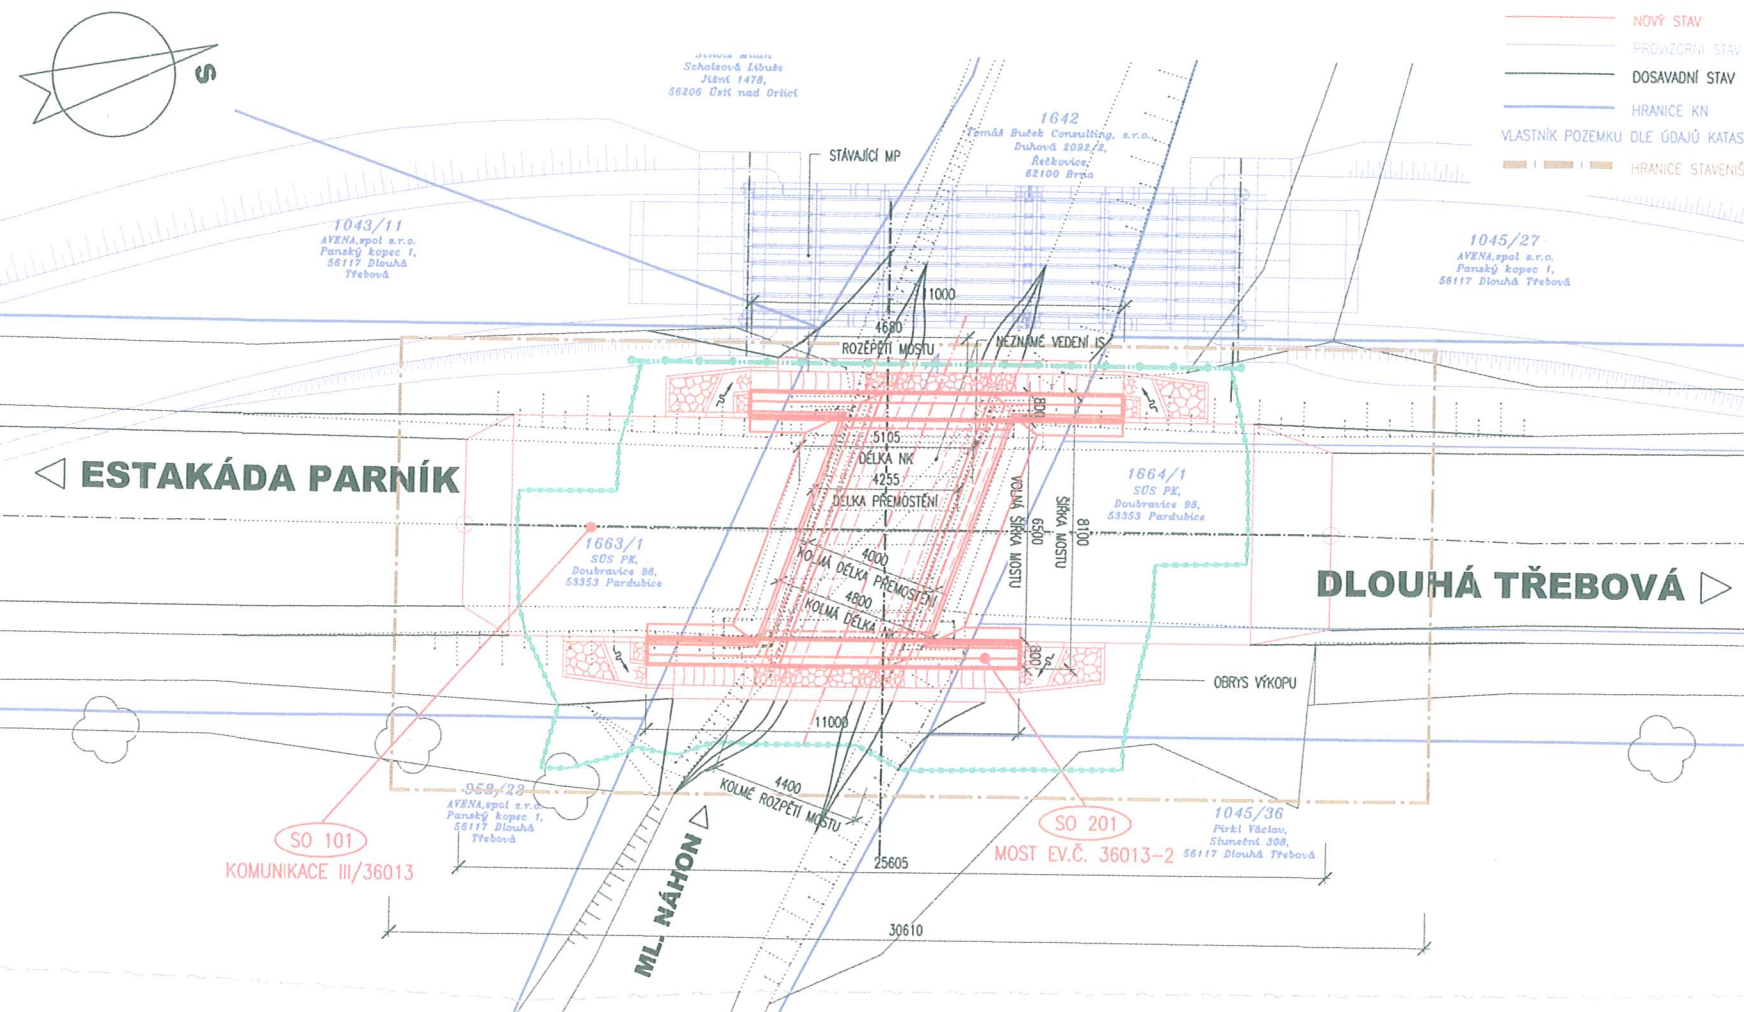 S
Scholzová Libuše
Jižní 1478,
56206 Ústí nad Orlicí
STÁVAJÍCÍ MP
1642
Tomáš Buček Consulting, s.r.o.,
Duhová
Řečkovice,
62100 Brno
NOVÝ STAV
PROVIZORNÍ STAV
DOSAVADNÍ STAV
HRANICE KN
VLASTNÍK POZEMKU DLE ÚDAJŮ KATAS
HRANICE STAVENIŠ
1043/11
AVENA,spol s.r.o.
Panský kopec 1,
56117 Dlouhá
Třebová
1045/27
AVENA,spol s.r.o.
Panský kopec 1,
56117 Dlouhá Třebová
11000
4680
ROZEPĚTÍ MOSTU
NEZNÁMÉ VEDENÍ IS
800
5105
DÉLKA NK
4255
DÉLKA PŘEMOSTĚNÍ
ESTAKÁDA PARNÍK
1664/1
SÚS PK,
Doubravice 98,
53353 Pardubice
VOLNÁ ŠÍŘKA MOSTU
6500
ŠÍŘKA MOSTU
8100
1663/1
SÚS PK,
Doubravice 98,
53353 Pardubice
4000
KOLMÁ DÉLKA PŘEMOSTĚNÍ
4800
KOLMÁ DÉLKA NK
DLOUHÁ TŘEBOVÁ
800
OBRYS VÝKOPU
11000
4400
KOLMÉ ROZPĚTÍ MOSTU
958/22
AVENA,spol s.r.o.
Panský kopec 1,
56117 Dlouhá
Třebová
SO 101
KOMUNIKACE III/36013
ML. NÁHON
SO 201
MOST EV.Č. 36013-2
1045/36
Pirkl Václav,
Slunečná 308,
56117 Dlouhá Třebová
25605
30610